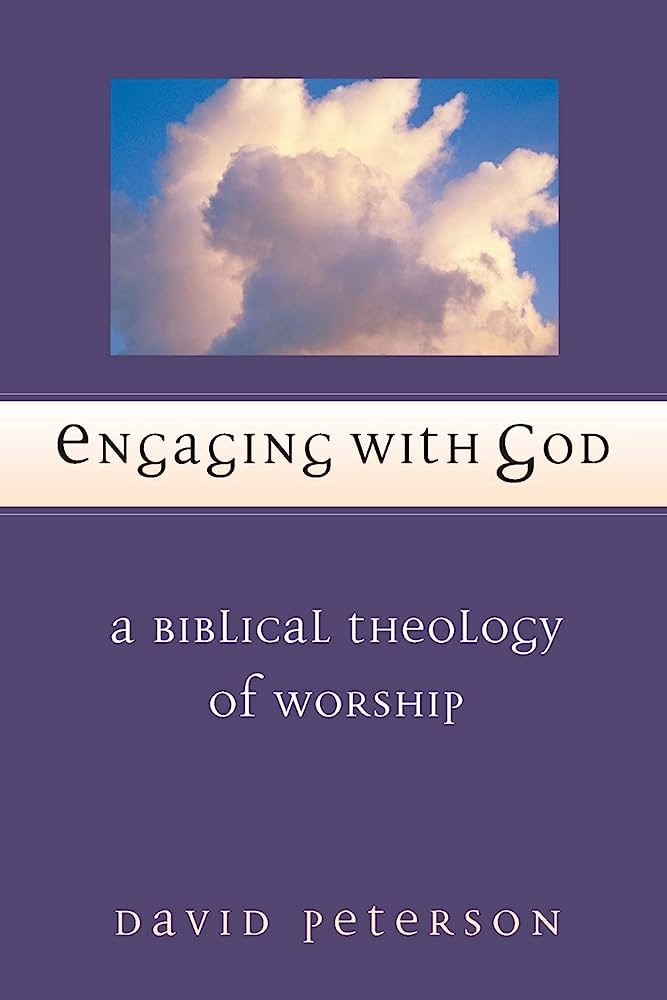 engaging with God
a Biblical Theology
of Worship
David Peterson